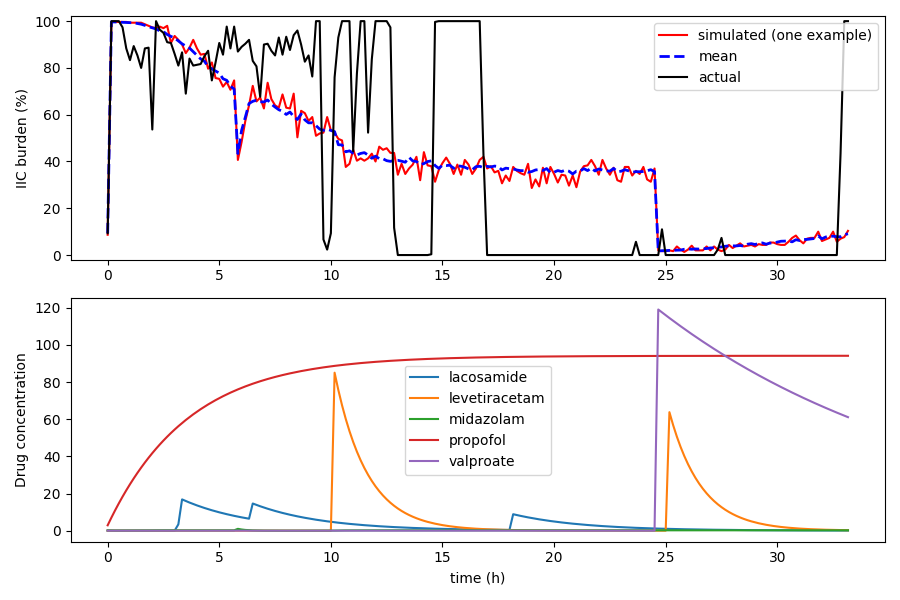 IIC burden (%)
100
80
60
40
20
0
simulated (one example)
mean
actual
0 5 10 15 20 25 30
Drug concentration
120
100
80
60
40
20
0
lacosamide
levetiracetam
midazolam
propofol
valproate
0 5 10 15 20 25 30
time (h)